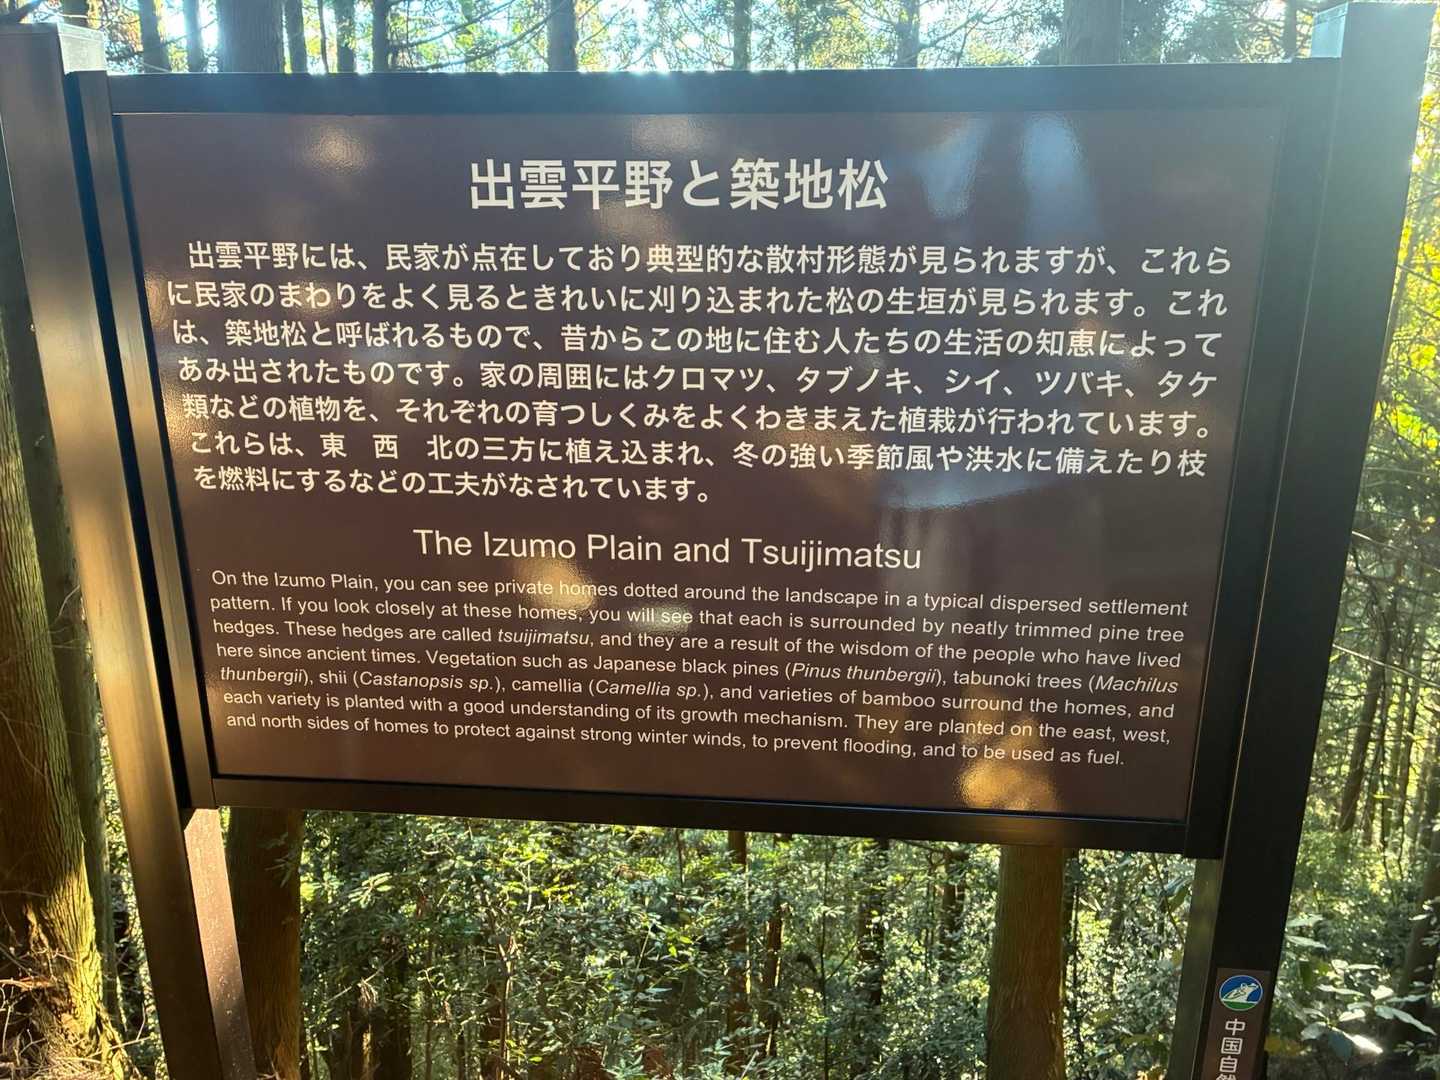 出雲平野と築地松
出雲平野には、民家が点在しており典型的な散村形態が見られますが、これら
に民家のまわりをよく見るときれいに刈り込まれた松の生垣が見られます。これ
は、築地松と呼ばれるもので、昔からこの地に住む人たちの生活の知恵によって
あみ出されたものです。家の周囲にはクロマツ、タブノキ、シイ、ツバキ、タケ
類などの植物を、それぞれの育つしくみをよくわきまえた植栽が行われています。
これらは、東　西　北の三方に植え込まれ、冬の強い季節風や洪水に備えたり枝
を燃料にするなどの工夫がなされています。
The Izumo Plain and Tsuijimatsu
On the Izumo Plain, you can see private homes dotted around the landscape in a typical dispersed settlement
pattern. If you look closely at these homes, you will see that each is surrounded by neatly trimmed pine tree
hedges. These hedges are called tsuijimatsu, and they are a result of the wisdom of the people who have lived
here since ancient times. Vegetation such as Japanese black pines (Pinus thunbergii), tabunoki trees (Machilus
thunbergii), shii (Castanopsis sp.), camellia (Camellia sp.), and varieties of bamboo surround the homes, and
each variety is planted with a good understanding of its growth mechanism. They are planted on the east, west,
and north sides of homes to protect against strong winter winds, to prevent flooding, and to be used as fuel.
中国自然